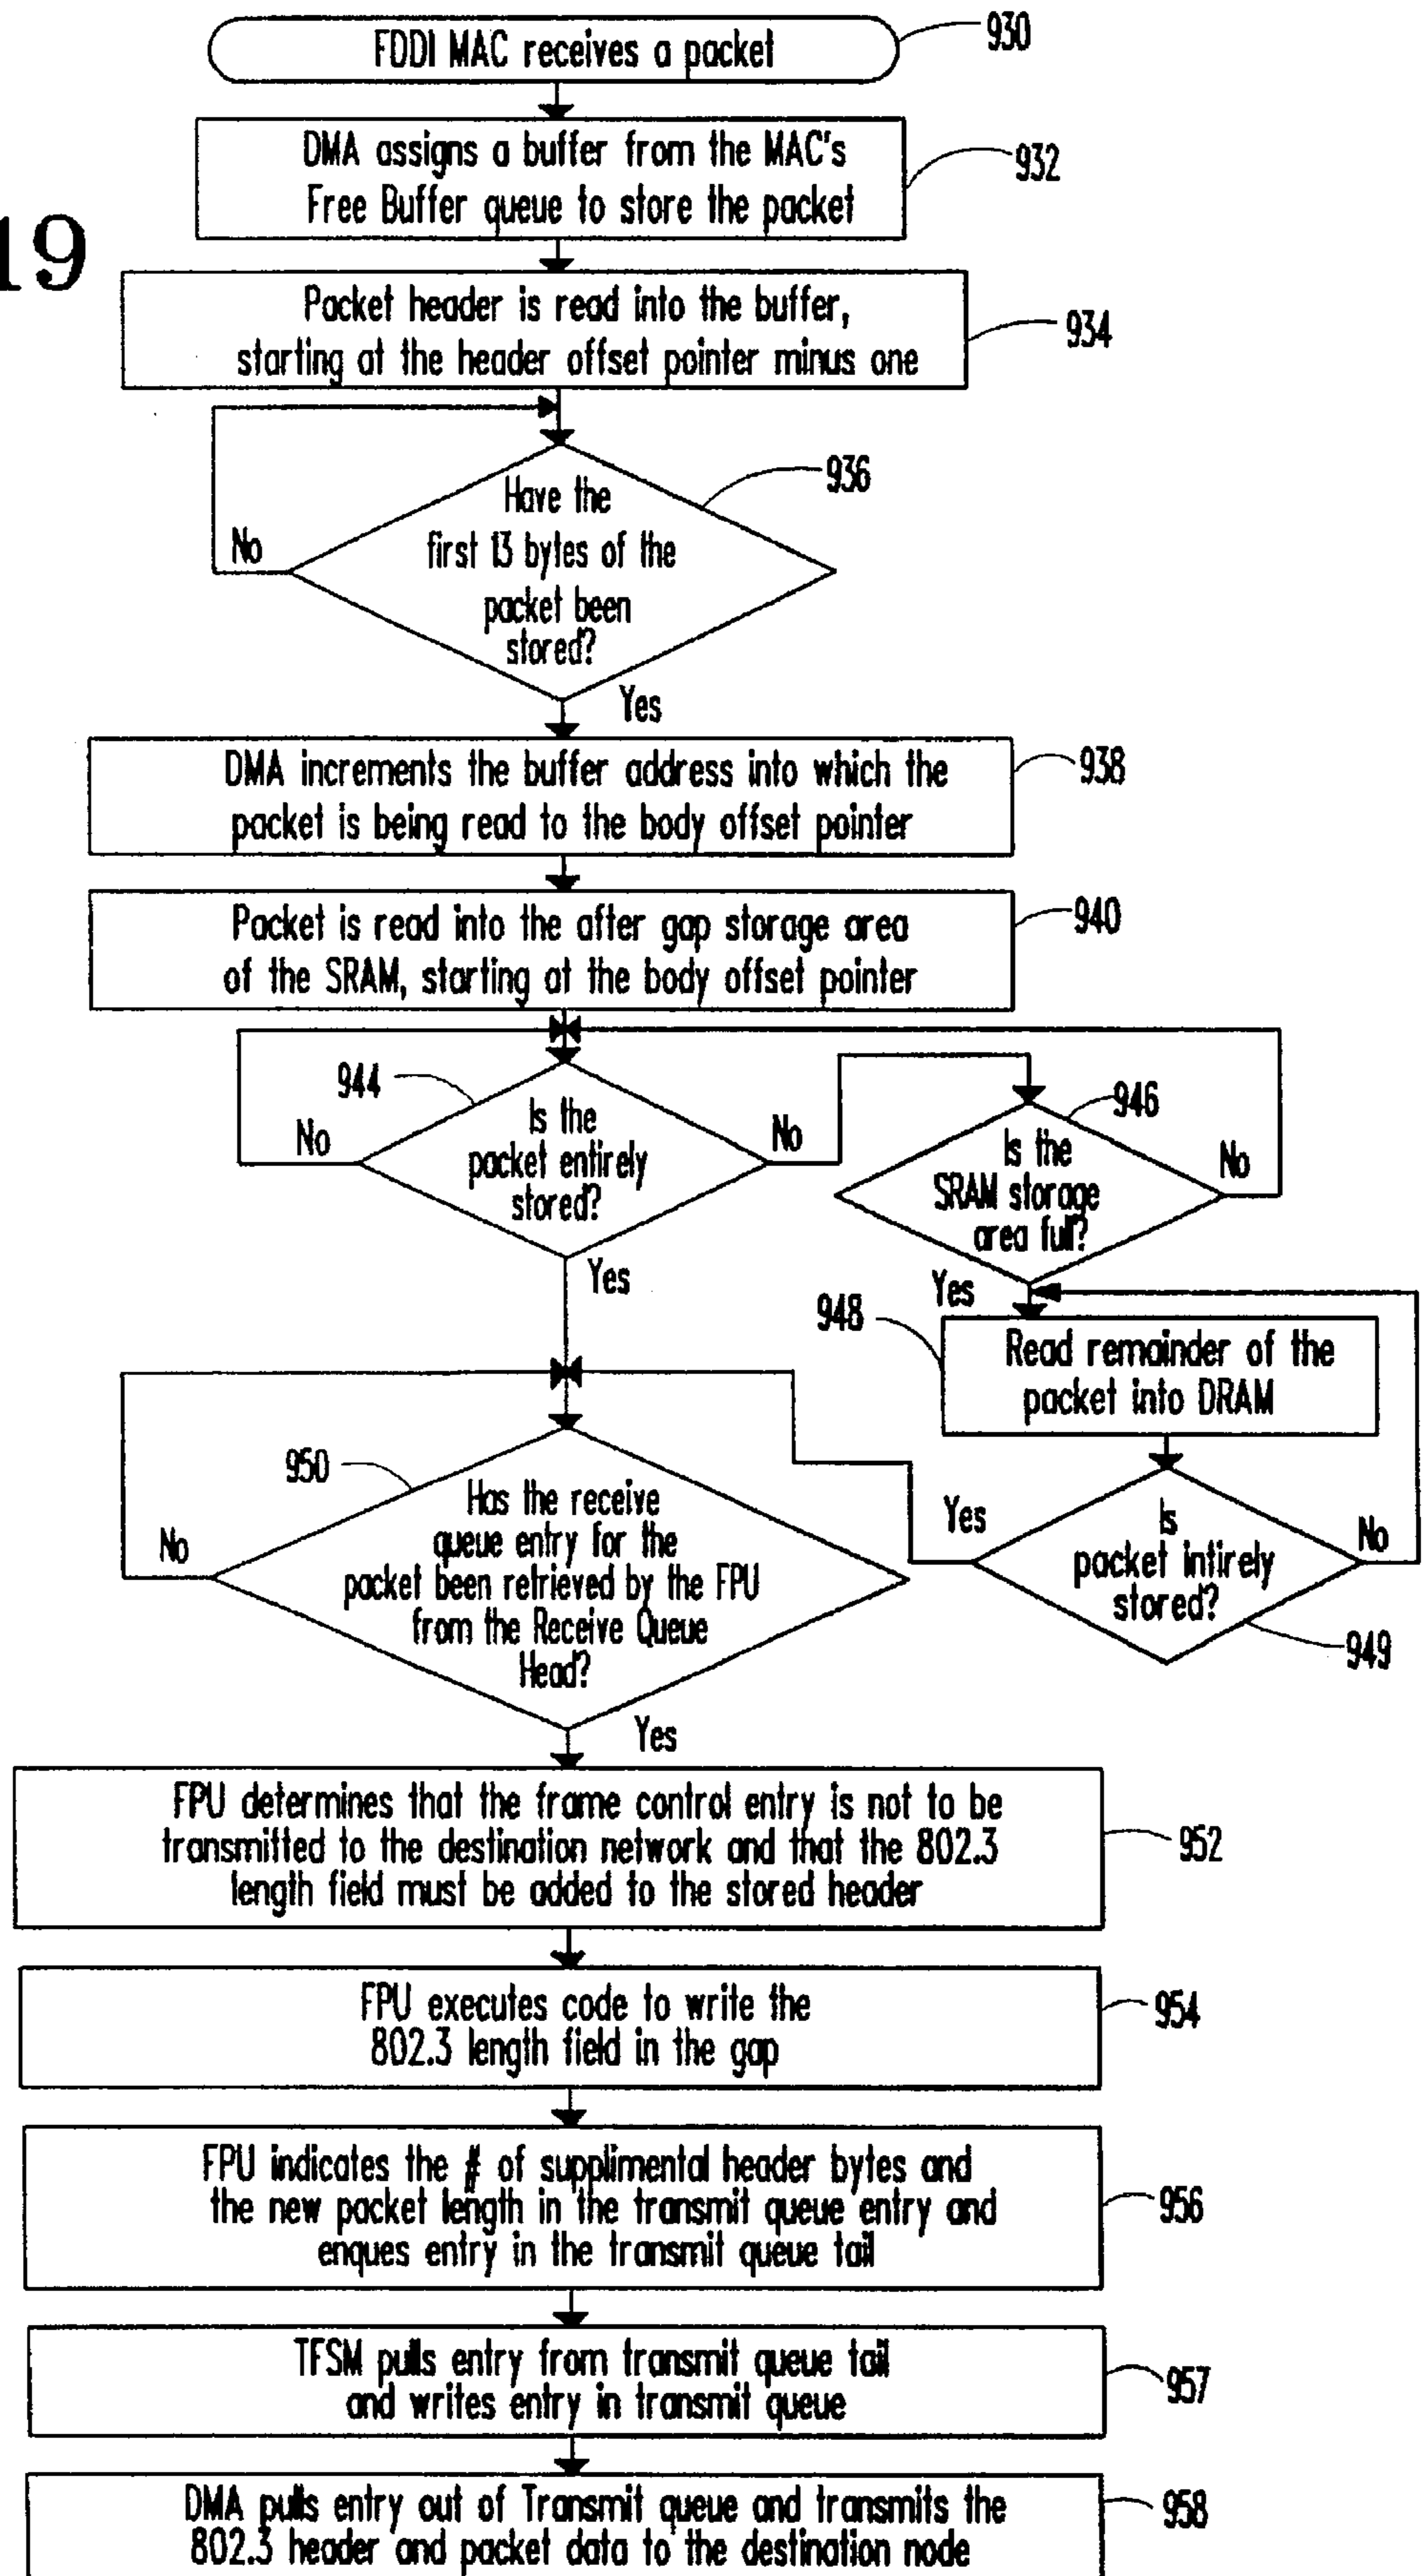 FDDI MAC receives a packet
930
DMA assigns a buffer from the MAC's
Free Buffer queue to store the packet
932
19
Packet header is read into the buffer,
starting at the header offset pointer minus one
934
Have the
first 13 bytes of the
packet been
stored?
936
No
Yes
DMA increments the buffer address into which the
packet is being read to the body offset pointer
938
Packet is read into the after gap storage area
of the SRAM, starting at the body offset pointer
940
944
Is the
packet entirely
stored?
No
No
Yes
946
Is the
SRAM storage
area full?
No
Yes
948
Read remainder of the
packet into DRAM
950
Has the receive
queue entry for the
packet been retrieved by the FPU
from the Receive Queue
Head?
No
Yes
Is
packet intirely
stored?
Yes
No
949
FPU determines that the frame control entry is not to be
transmitted to the destination network and that the 802.3
length field must be added to the stored header
952
FPU executes code to write the
802.3 length field in the gap
954
FPU indicates the # of supplimental header bytes and
the new packet length in the transmit queue entry and
enques entry in the transmit queue tail
956
TFSM pulls entry from transmit queue tail
and writes entry in transmit queue
957
DMA pulls entry out of Transmit queue and transmits the
802.3 header and packet data to the destination node
958